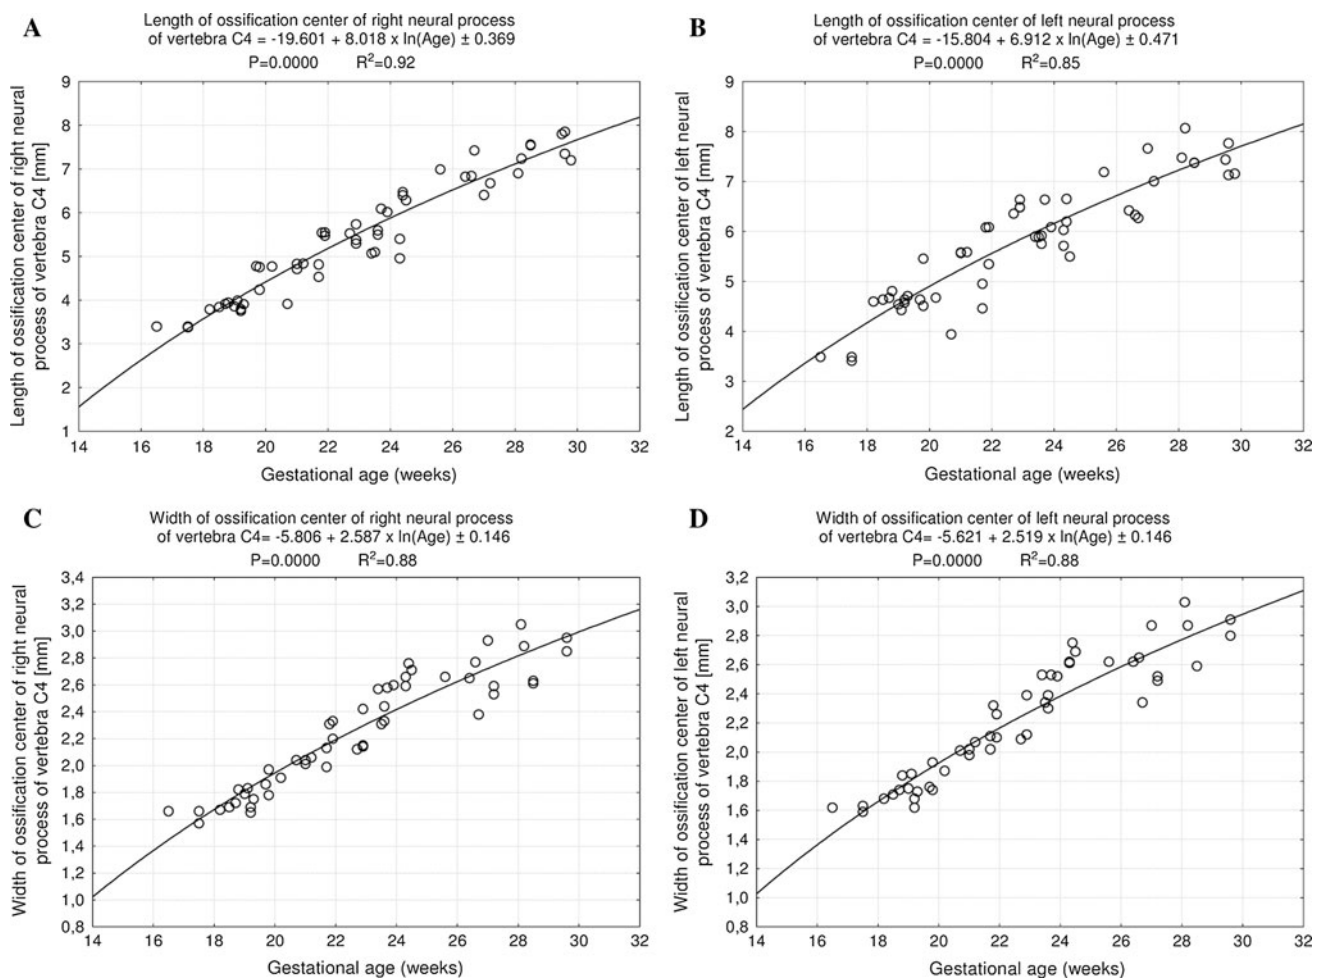 A
Length of ossification center of right neural process
of vertebra C4 = -19.601 + 8.018 x ln(Age) ± 0.369
P=0.0000 R²=0.92
Length of ossification center of right neural
process of vertebra C4 [mm]
9
8
7
6
5
4
3
2
1
14 16 18 20 22 24 26 28 30 32
Gestational age (weeks)
B
Length of ossification center of left neural process
of vertebra C4 = -15.804 + 6.912 x ln(Age) ± 0.471
P=0.0000 R²=0.85
Length of ossification center of left neural
process of vertebra C4 [mm]
9
8
7
6
5
4
3
2
14 16 18 20 22 24 26 28 30 32
Gestational age (weeks)
C
Width of ossification center of right neural process
of vertebra C4= -5.806 + 2.587 x ln(Age) ± 0.146
P=0.0000 R²=0.88
Width of ossification center of right neural
process of vertebra C4 [mm]
3,4
3,2
3,0
2,8
2,6
2,4
2,2
2,0
1,8
1,6
1,4
1,2
1,0
0,8
14 16 18 20 22 24 26 28 30 32
Gestational age (weeks)
D
Width of ossification center of left neural process
of vertebra C4= -5.621 + 2.519 x ln(Age) ± 0.146
P=0.0000 R²=0.88
Width of ossification center of left neural
process of vertebra C4 [mm]
3,2
3,0
2,8
2,6
2,4
2,2
2,0
1,8
1,6
1,4
1,2
1,0
0,8
14 16 18 20 22 24 26 28 30 32
Gestational age (weeks)